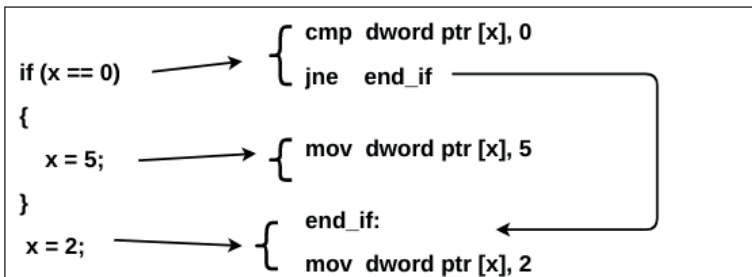 if (x == 0)
{
x = 5;
}
x = 2;
cmp dword ptr [x], 0
jne end_if
mov dword ptr [x], 5
end_if:
mov dword ptr [x], 2